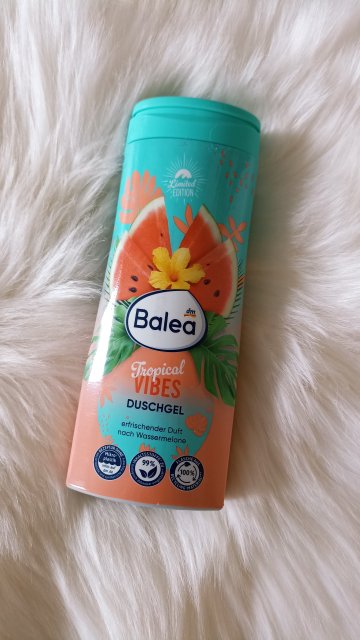 Limited
EDITION
dm
Balea
Tropical
VIBES
DUSCHGEL
erfrischender Duft
nach Wassermelone
99%
100%